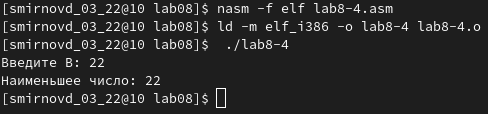 [smirnovd_03_22@10 lab08]$ nasm -f elf lab8-4.asm
[smirnovd_03_22@10 lab08]$ ld -m elf_i386 -o lab8-4 lab8-4.o
[smirnovd_03_22@10 lab08]$  ./lab8-4
Введите B: 22
Наименьшее число: 22
[smirnovd_03_22@10 lab08]$